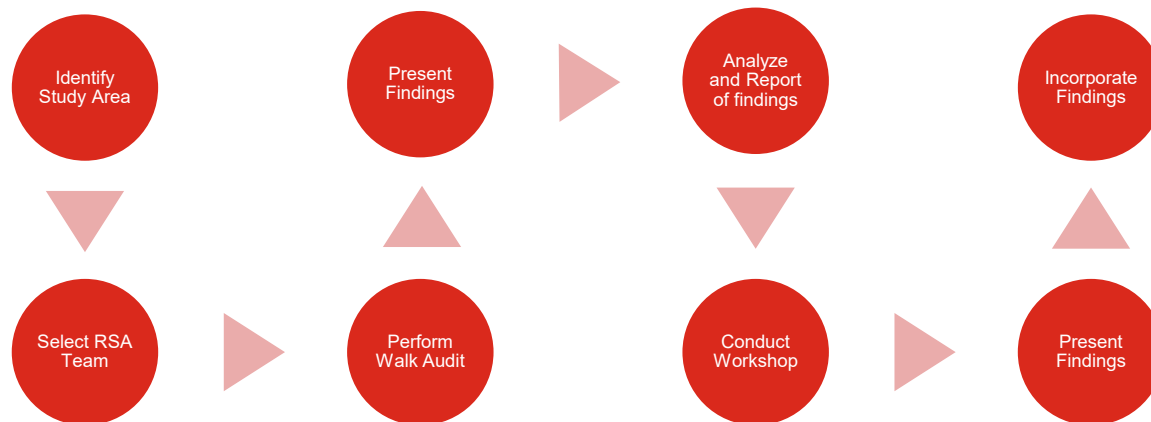 Identify
Study Area
Select RSA
Team
Perform
Walk Audit
Present
Findings
Analyze
and Report
of findings
Conduct
Workshop
Present
Findings
Incorporate
Findings